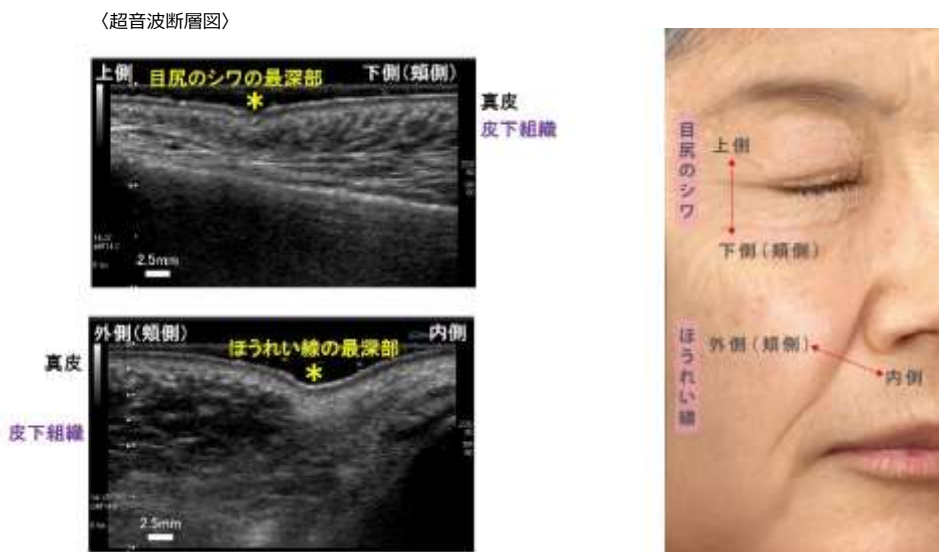 〈超音波断層図〉
上側
目尻のシワの最深部
下側(頬側)
真皮
皮下組織
2.5mm
外側(頬側)
ほうれい線の最深部
内側
真皮
皮下組織
2.5mm
目尻のシワ
上側
下側(頬側)
ほうれい線
外側(頬側)
内側